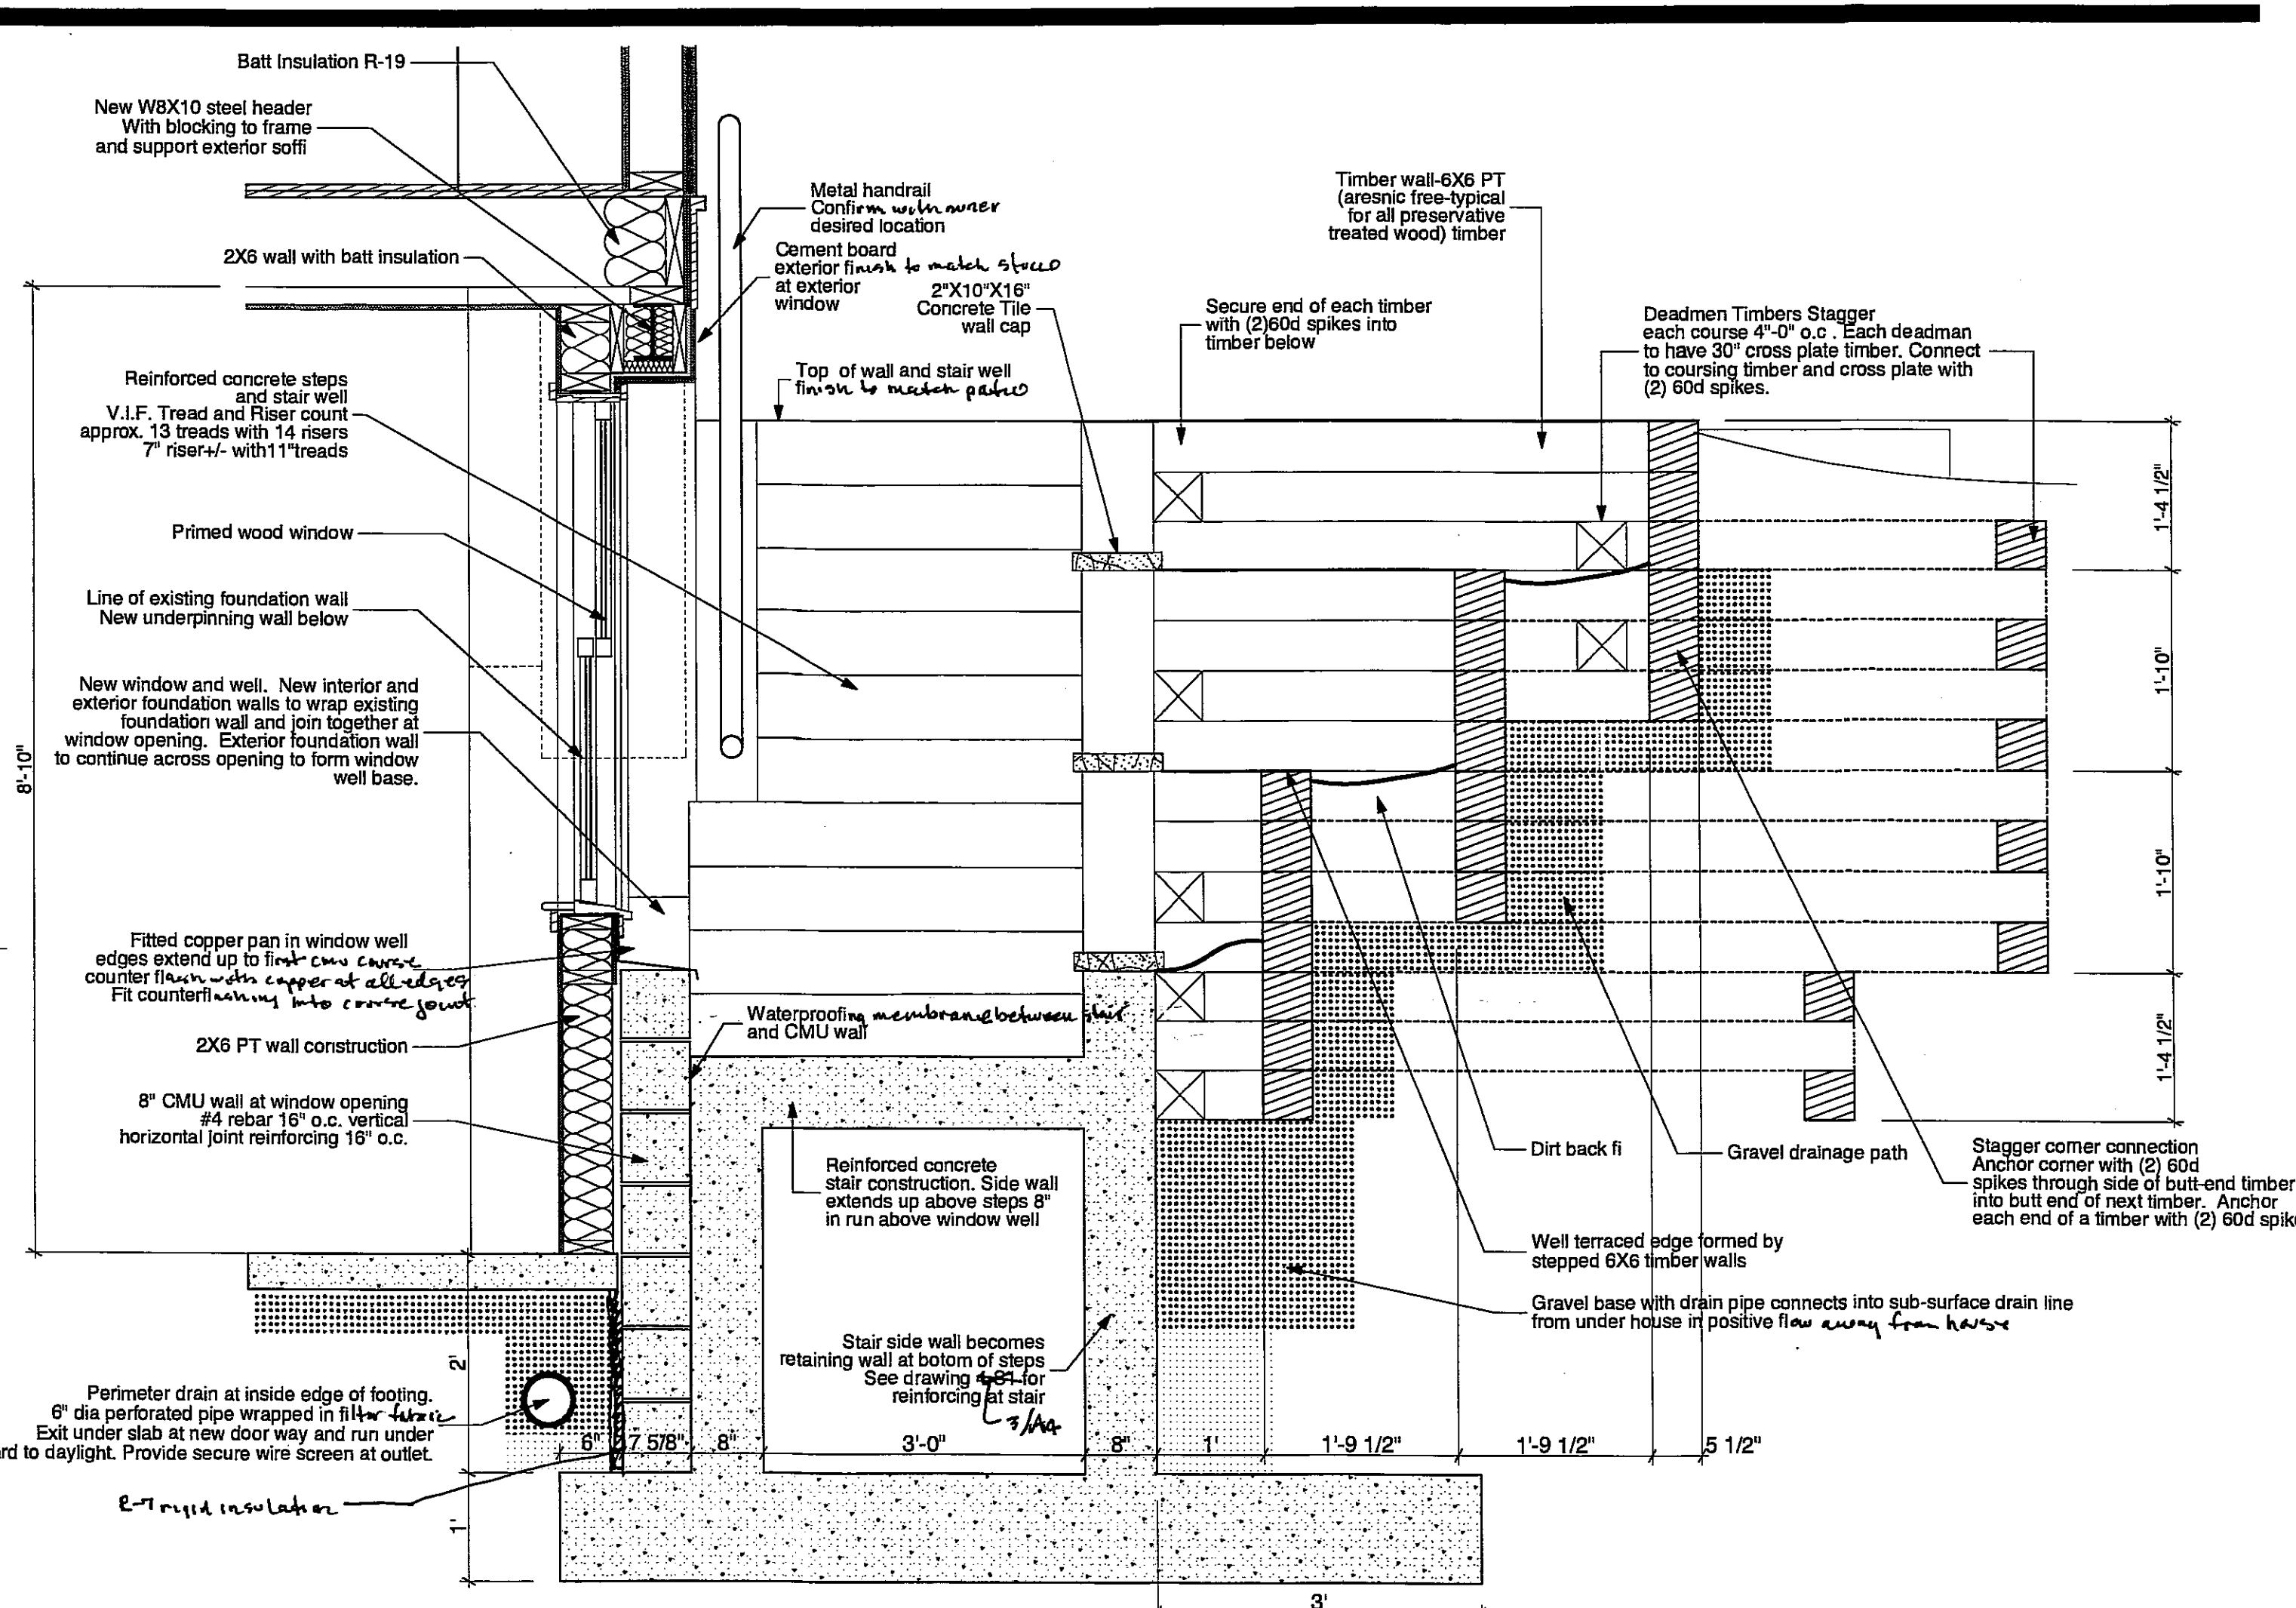 Batt Insulation R-19
New W8X10 steel header
With blocking to frame
and support exterior soffi
2X6 wall with batt insulation
Reinforced concrete steps
and stair well
V.I.F. Tread and Riser count
approx. 13 treads with 14 risers
7" riser+/- with11"treads
Primed wood window
Line of existing foundation wall
New underpinning wall below
New window and well. New interior and
exterior foundation walls to wrap existing
foundation wall and join together at
window opening. Exterior foundation wall
to continue across opening to form window
well base.
8'-10"
Fitted copper pan in window well
edges extend up to first cmu course
counter flash with copper at all edges
Fit counterflashing into course joint
2X6 PT wall construction
8" CMU wall at window opening
#4 rebar 16" o.c. vertical
horizontal joint reinforcing 16" o.c.
Perimeter drain at inside edge of footing.
6" dia perforated pipe wrapped in filter fabric
Exit under slab at new door way and run under
rd to daylight. Provide secure wire screen at outlet.
R-7 rigid insulation
2'
1'
Metal handrail
Confirm with owner
desired location
Cement board
exterior finish to match stucco
at exterior
window
2"X10"X16"
Concrete Tile
wall cap
Top of wall and stair well
finish to match patio
Waterproofing membrane between stair
and CMU wall
Reinforced concrete
stair construction. Side wall
extends up above steps 8"
in run above window well
Stair side wall becomes
retaining wall at botom of steps
See drawing 4-S1 for
reinforcing at stair
3/A4
Timber wall-6X6 PT
(aresnic free-typical
for all preservative
treated wood) timber
Secure end of each timber
with (2)60d spikes into
timber below
Deadmen Timbers Stagger
each course 4"-0" o.c . Each deadman
to have 30" cross plate timber. Connect
to coursing timber and cross plate with
(2) 60d spikes.
1'-4 1/2"
1'-10"
1'-10"
1'-4 1/2"
Dirt back fi
Gravel drainage path
Stagger corner connection
Anchor corner with (2) 60d
spikes through side of butt-end timber
into butt end of next timber. Anchor
each end of a timber with (2) 60d spik
Well terraced edge formed by
stepped 6X6 timber walls
Gravel base with drain pipe connects into sub-surface drain line
from under house in positive flow away from house
6" 7 5/8" 8" 3'-0" 8" 1' 1'-9 1/2" 1'-9 1/2" 5 1/2"
3'